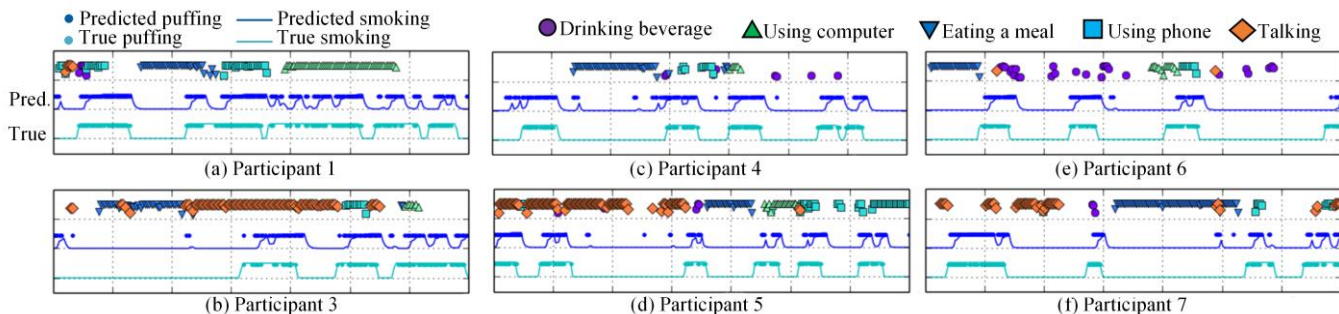 Predicted puffing
Predicted smoking
True puffing
True smoking
Drinking beverage
Using computer
Eating a meal
Using phone
Talking
Pred.
True
(a) Participant 1
(c) Participant 4
(e) Participant 6
(b) Participant 3
(d) Participant 5
(f) Participant 7